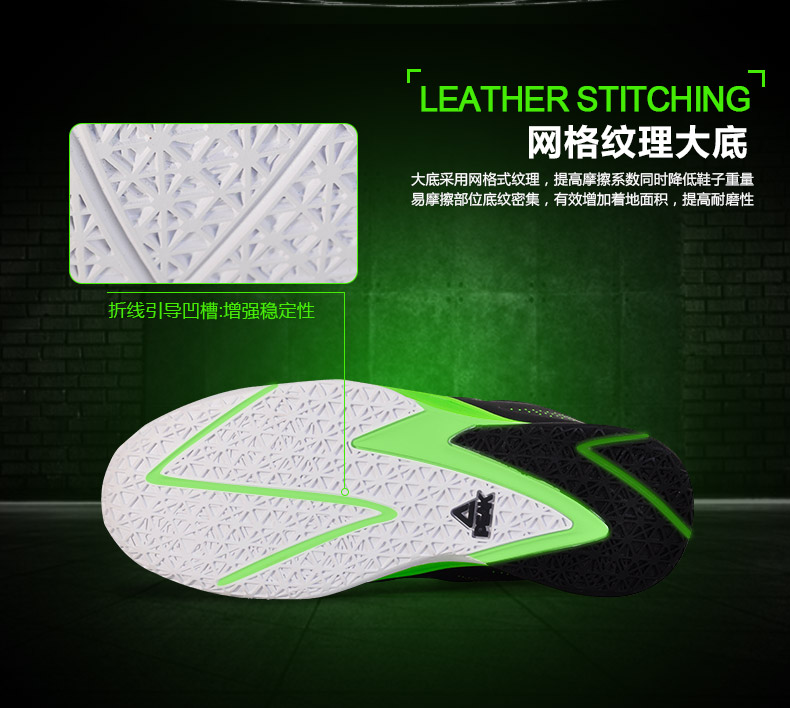 LEATHER STITCHING
网格纹理大底
大底采用网格式纹理，提高摩擦系数同时降低鞋子重量
易摩擦部位底纹密集，有效增加着地面积，提高耐磨性
折线引导凹槽:增强稳定性